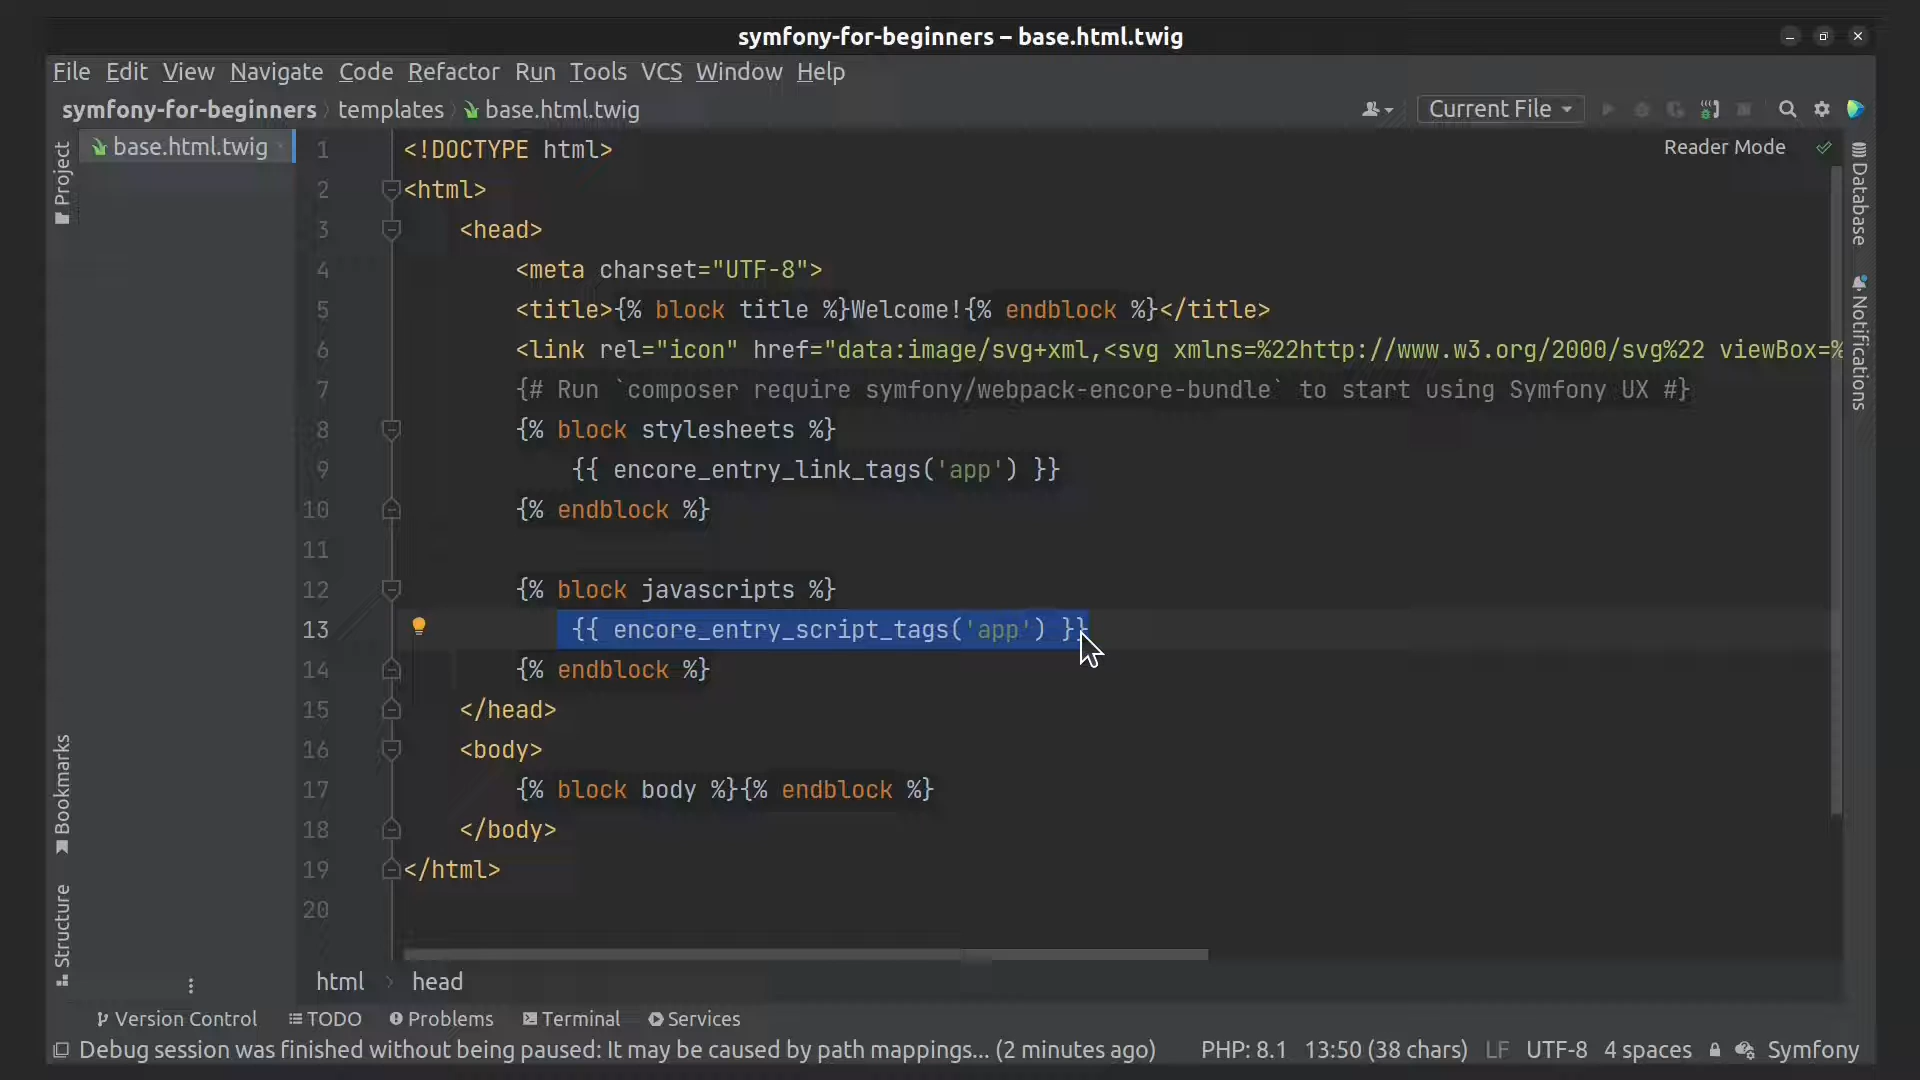 symfony-for-beginners – base.html.twig
File Edit View Navigate Code Refactor Run Tools VCS Window Help
symfony-for-beginners templates base.html.twig
Current File
Project
base.html.twig
Reader Mode
Database
Notifications
1 <!DOCTYPE html>
2 <html>
3 <head>
4 <meta charset="UTF-8">
5 <title>{% block title %}Welcome!{% endblock %}</title>
6 <link rel="icon" href="data:image/svg+xml,<svg xmlns=%22http://www.w3.org/2000/svg%22 viewBox=%
7 {# Run `composer require symfony/webpack-encore-bundle` to start using Symfony UX #}
8 {% block stylesheets %}
9 {{ encore_entry_link_tags('app') }}
10 {% endblock %}
11
12 {% block javascripts %}
13 {{ encore_entry_script_tags('app') }}
14 {% endblock %}
15 </head>
16 <body>
17 {% block body %}{% endblock %}
18 </body>
19 </html>
20
Bookmarks
Structure
html head
Version Control TODO Problems Terminal Services
Debug session was finished without being paused: It may be caused by path mappings... (2 minutes ago) PHP: 8.1 13:50 (38 chars) LF UTF-8 4 spaces Symfony